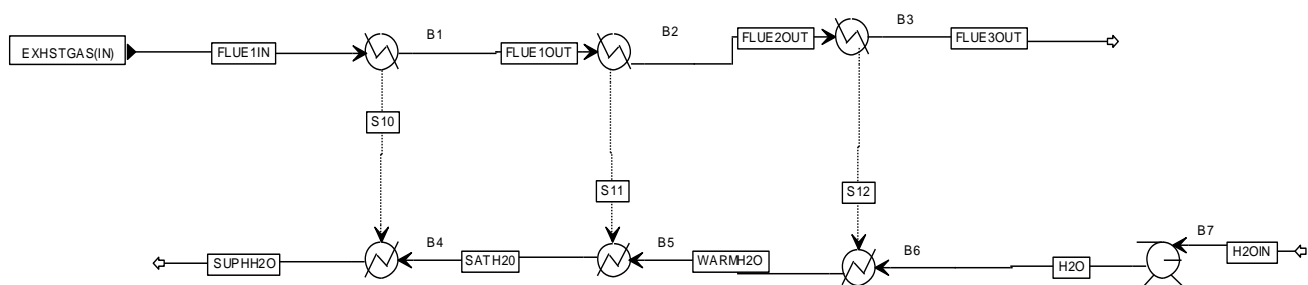 EXHSTGAS(IN)
FLUE1IN
B1
FLUE1OUT
B2
FLUE2OUT
B3
FLUE3OUT
S10
S11
S12
SUPHH2O
B4
SATH20
B5
WARMH2O
B6
H2O
B7
H2OIN